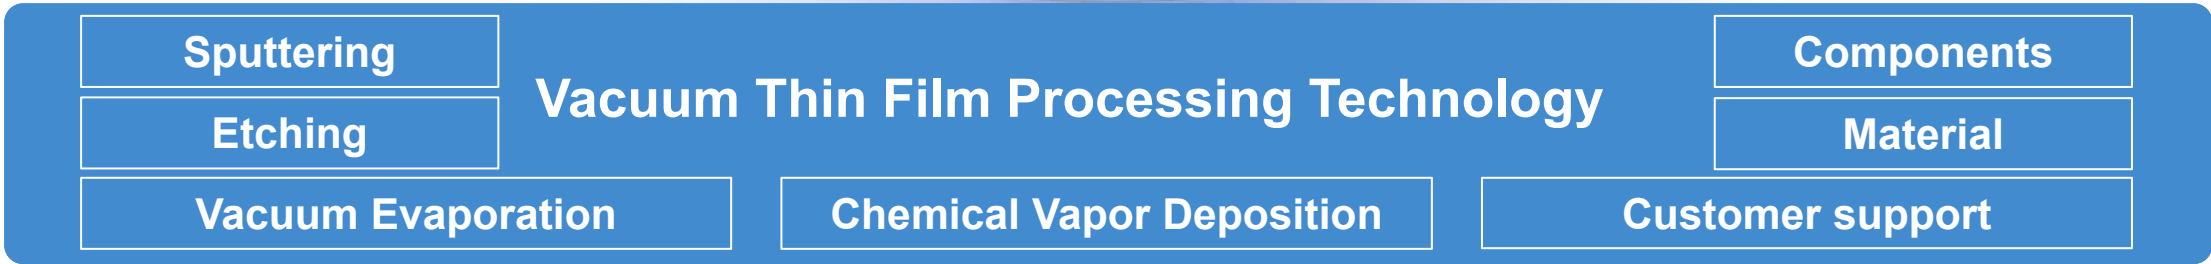 Sputtering
Etching
Vacuum Thin Film Processing Technology
Components
Material
Vacuum Evaporation
Chemical Vapor Deposition
Customer support